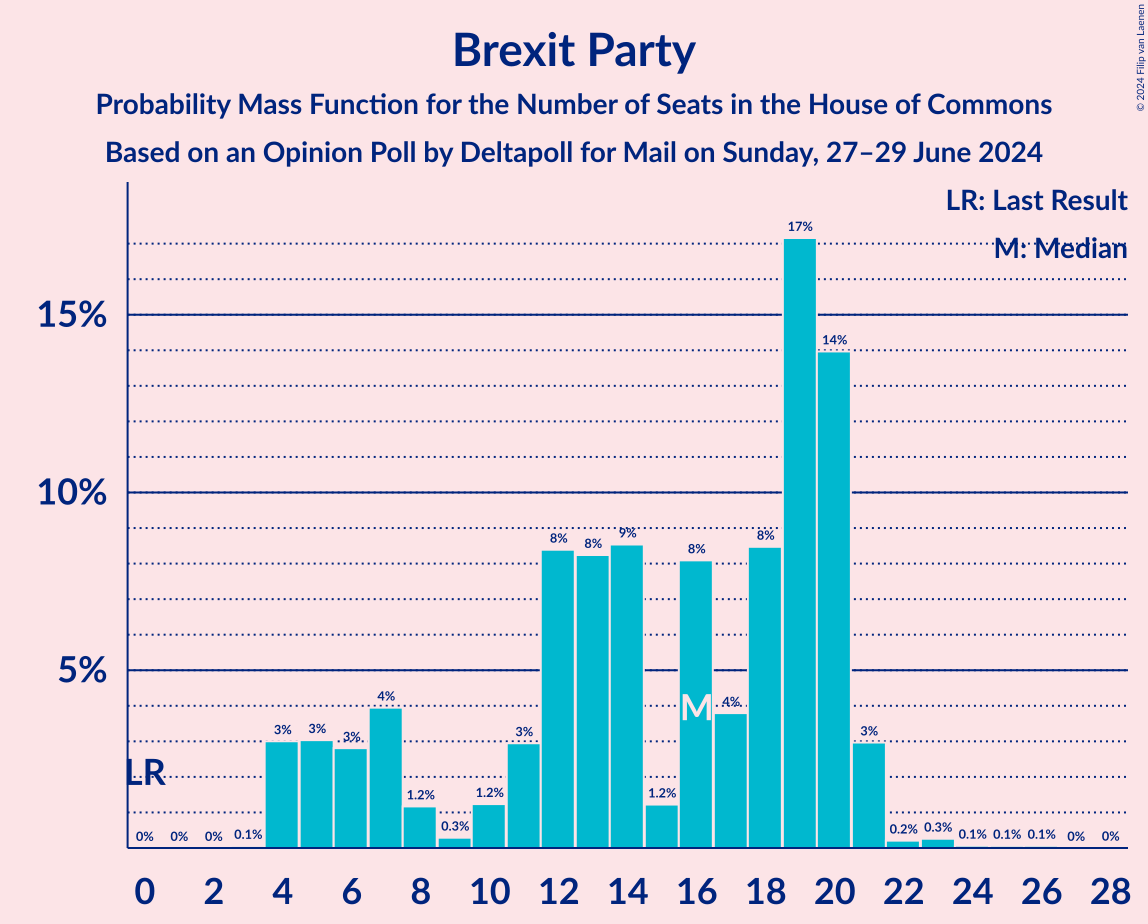 Brexit Party
Probability Mass Function for the Number of Seats in the House of Commons
Based on an Opinion Poll by Deltapoll for Mail on Sunday, 27–29 June 2024
© 2024 Filip van Laenen
LR: Last Result
M: Median
15%
10%
5%
LR
M
0% 0% 0% 0.1% 3% 3% 3% 4% 1.2% 0.3% 1.2% 3% 8% 8% 9% 1.2% 8% 4% 8% 17% 14% 3% 0.2% 0.3% 0.1% 0.1% 0.1% 0% 0%
0 2 4 6 8 10 12 14 16 18 20 22 24 26 28